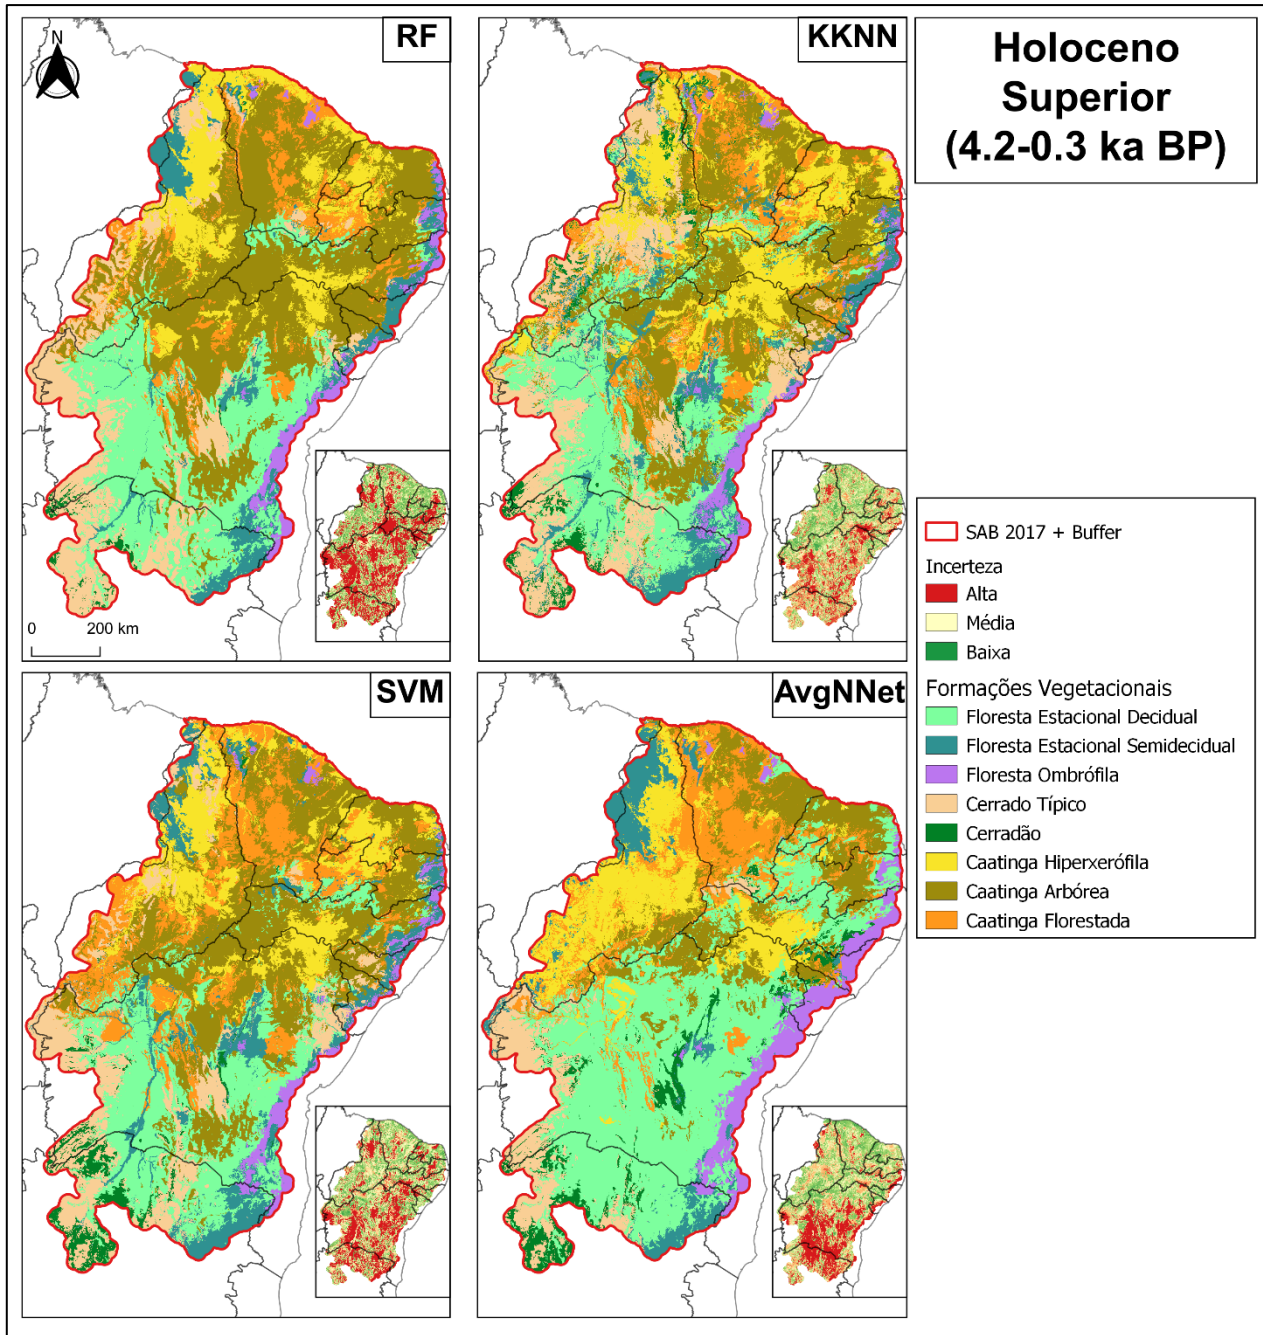 RF
KKNN
Holoceno
Superior
(4.2-0.3 ka BP)
N
0 200 km
SVM
AvgNNet
SAB 2017 + Buffer
Incerteza
Alta
Média
Baixa
Formações Vegetacionais
Floresta Estacional Decidual
Floresta Estacional Semidecidual
Floresta Ombrófila
Cerrado Típico
Cerradão
Caatinga Hiperxerófila
Caatinga Arbórea
Caatinga Florestada